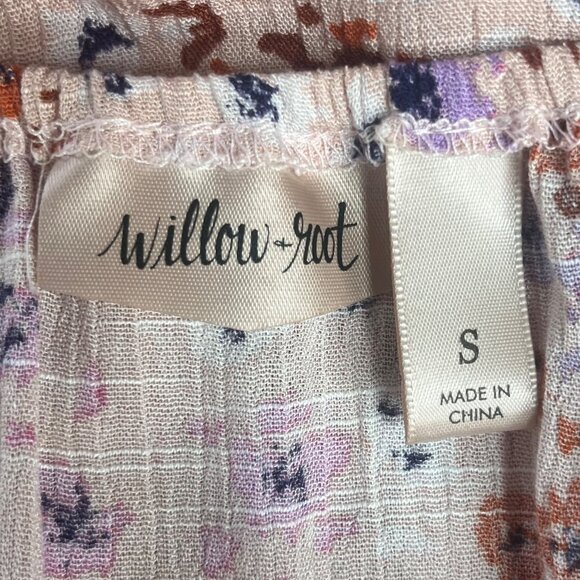 willow + root
S
MADE IN
CHINA